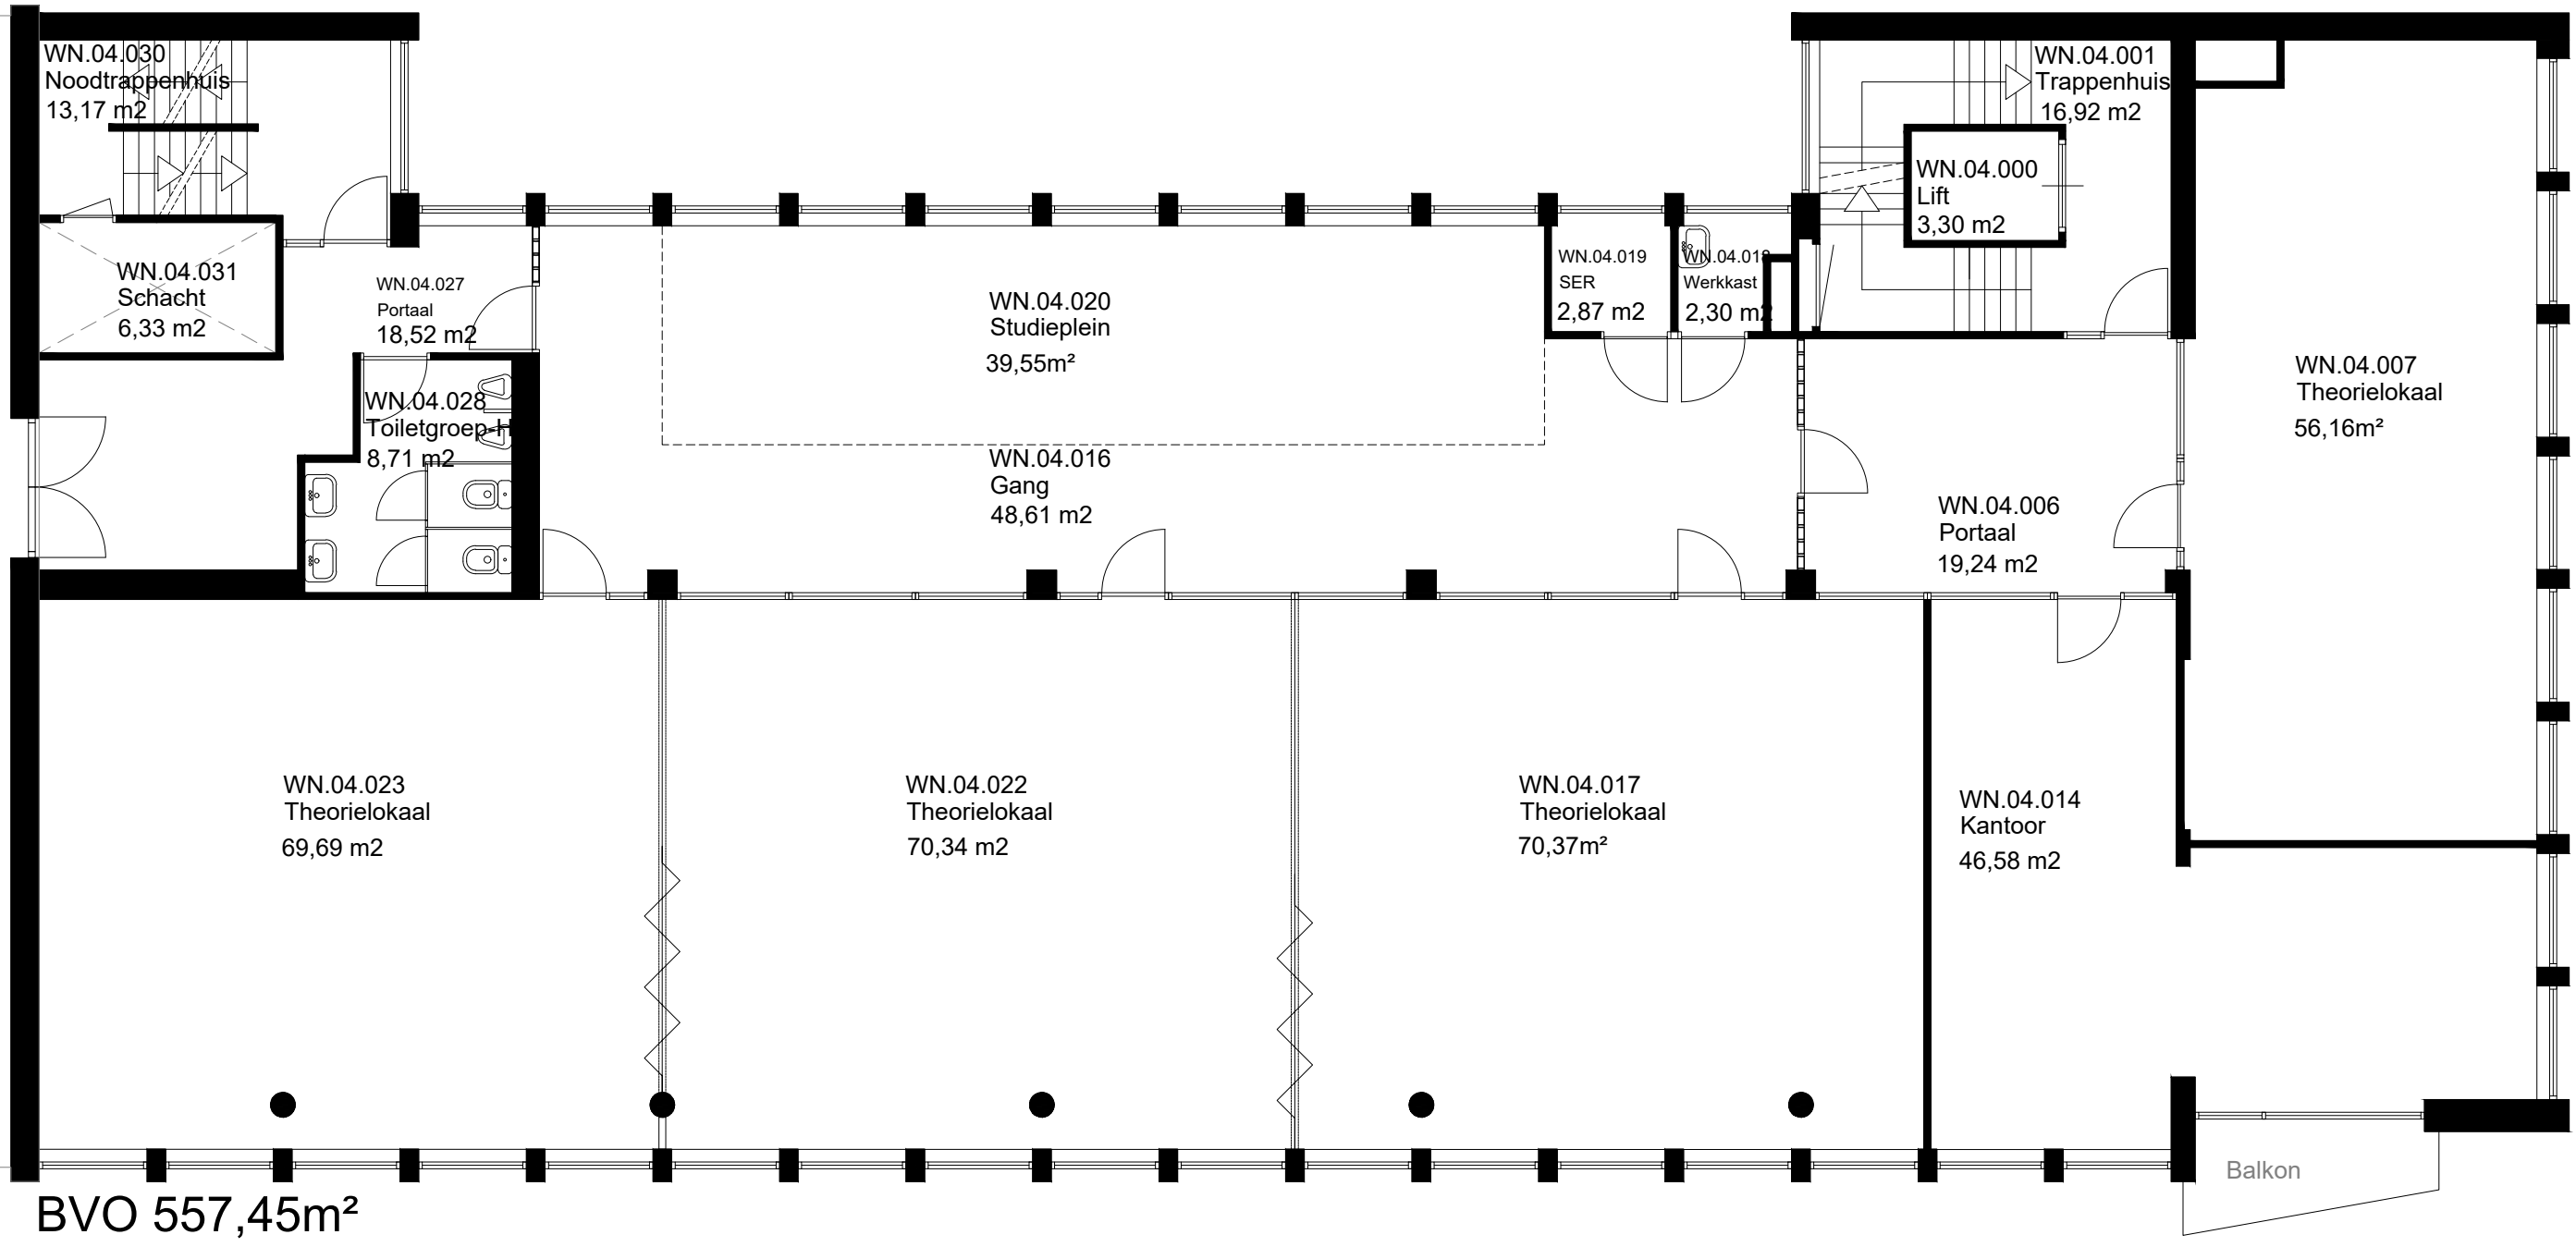 WN.04.030
Noodtrappenhuis
13,17 m2
WN.04.001
Trappenhuis
16,92 m2
WN.04.000
Lift
3,30 m2
WN.04.031
Schacht
6,33 m2
WN.04.027
Portaal
18,52 m2
WN.04.020
Studieplein
39,55m²
WN.04.019
SER
2,87 m2
WN.04.018
Werkkast
2,30 m2
WN.04.007
Theorielokaal
56,16m²
WN.04.028
Toiletgroep-H
8,71 m2
WN.04.016
Gang
48,61 m2
WN.04.006
Portaal
19,24 m2
WN.04.023
Theorielokaal
69,69 m2
WN.04.022
Theorielokaal
70,34 m2
WN.04.017
Theorielokaal
70,37m²
WN.04.014
Kantoor
46,58 m2
Balkon
BVO 557,45m²